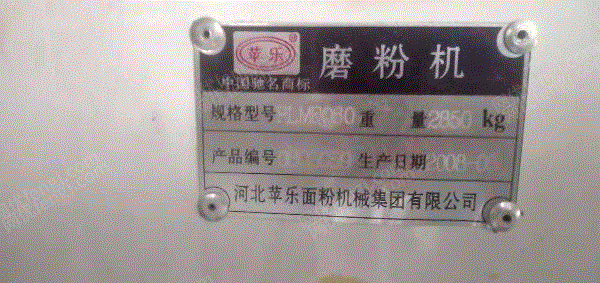 苹乐 ®
磨粉机
中国驰名商标
规格型号 重量 2850 kg
产品编号 生产日期
河北苹乐面粉机械集团有限公司